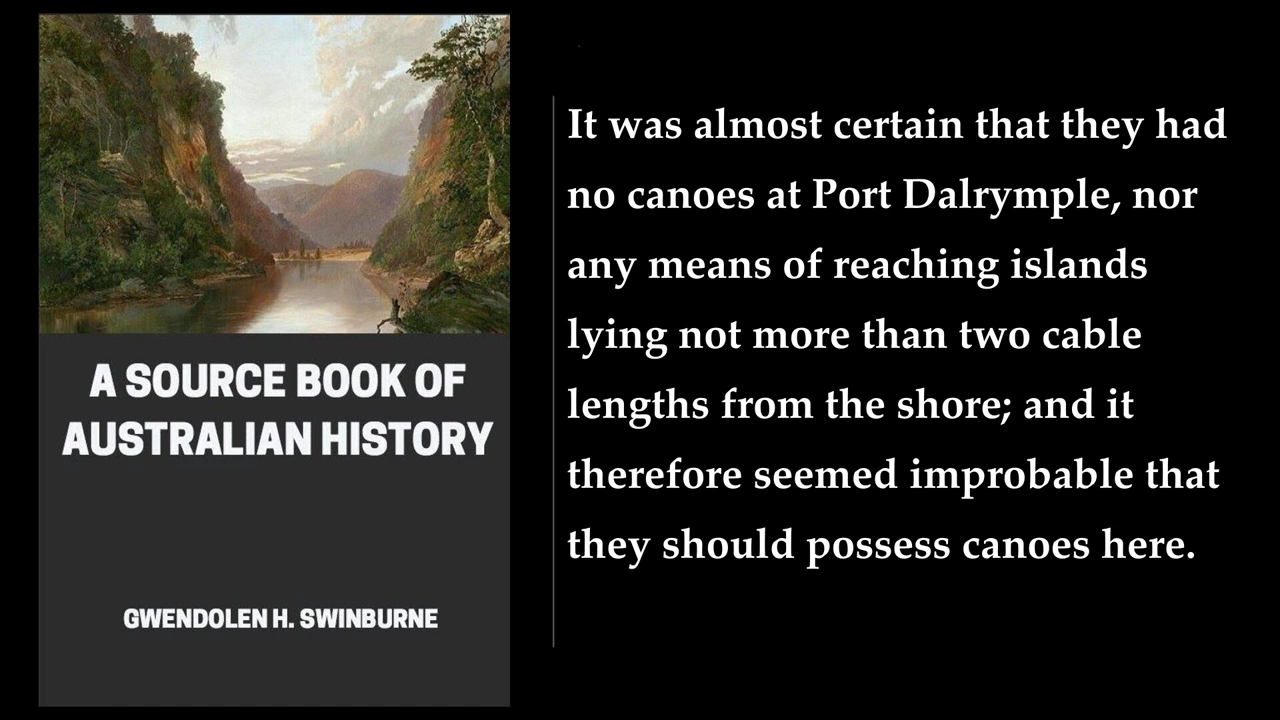 A SOURCE BOOK OF
AUSTRALIAN HISTORY
GWENDOLEN H. SWINBURNE
It was almost certain that they had
no canoes at Port Dalrymple, nor
any means of reaching islands
lying not more than two cable
lengths from the shore; and it
therefore seemed improbable that
they should possess canoes here.